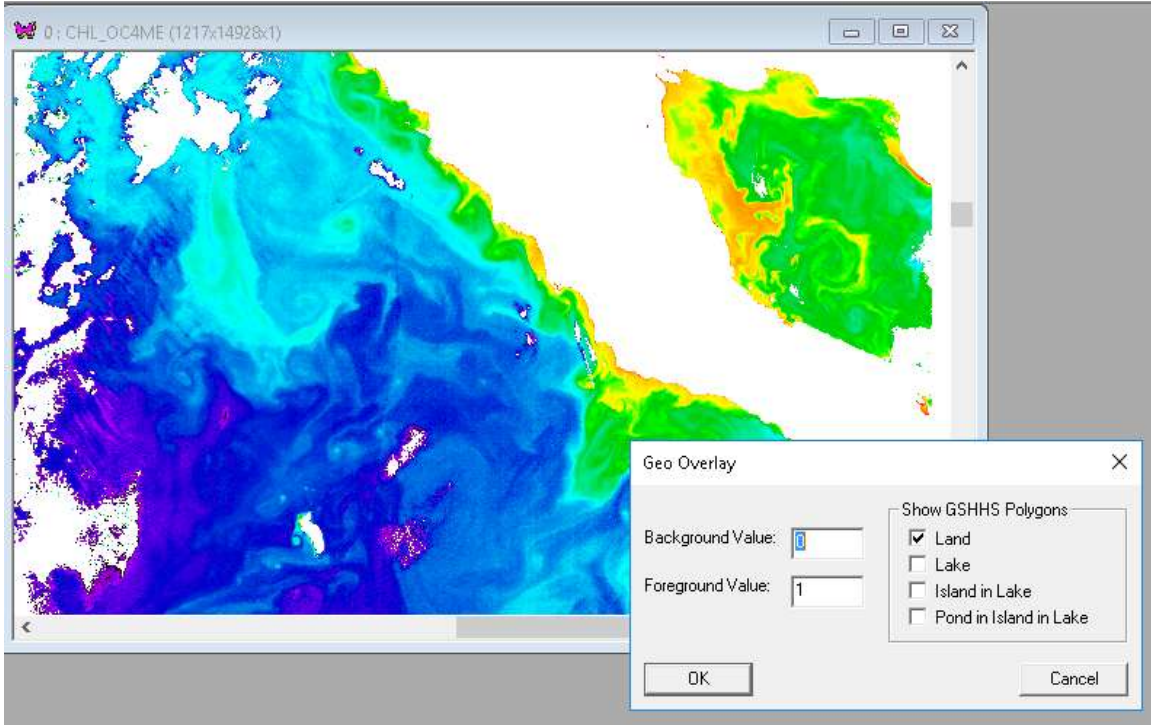 0 : CHL_OC4ME (1217x14928x1)
Geo Overlay
Background Value: 0
Foreground Value: 1
Show GSHHS Polygons
Land
Lake
Island in Lake
Pond in Island in Lake
OK
Cancel